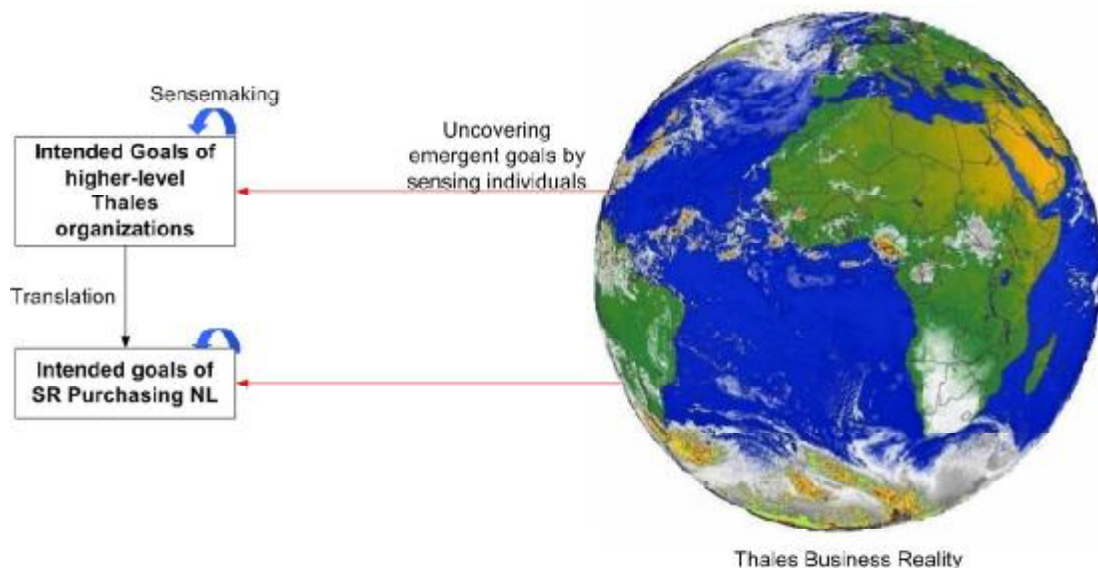 Sensemaking
Intended Goals of
higher-level
Thales
organizations
Uncovering
emergent goals by
sensing individuals
Translation
Intended goals of
SR Purchasing NL
Thales Business Reality